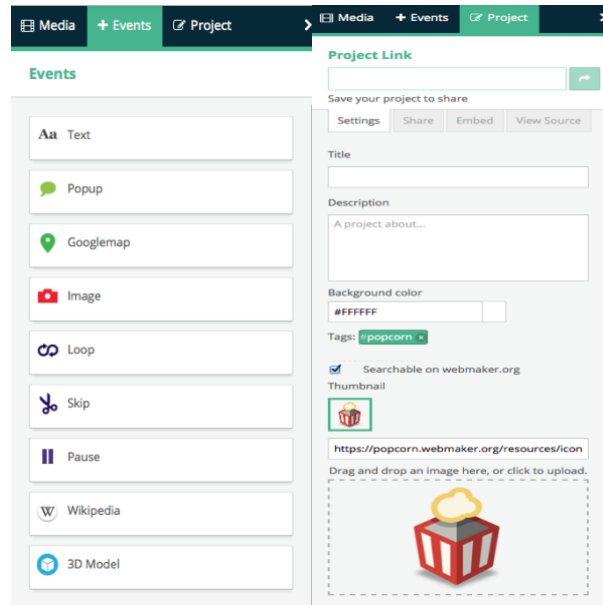 Media + Events Project
Events
Aa Text
Popup
Googlemap
Image
Loop
Skip
Pause
W Wikipedia
3D Model
Media + Events Project
Project Link
Save your project to share
Settings Share Embed View Source
Title
Description
A project about...
Background color
#FFFFFF
Tags: #popcorn ×
Searchable on webmaker.org
Thumbnail
https://popcorn.webmaker.org/resources/icon
Drag and drop an image here, or click to upload.